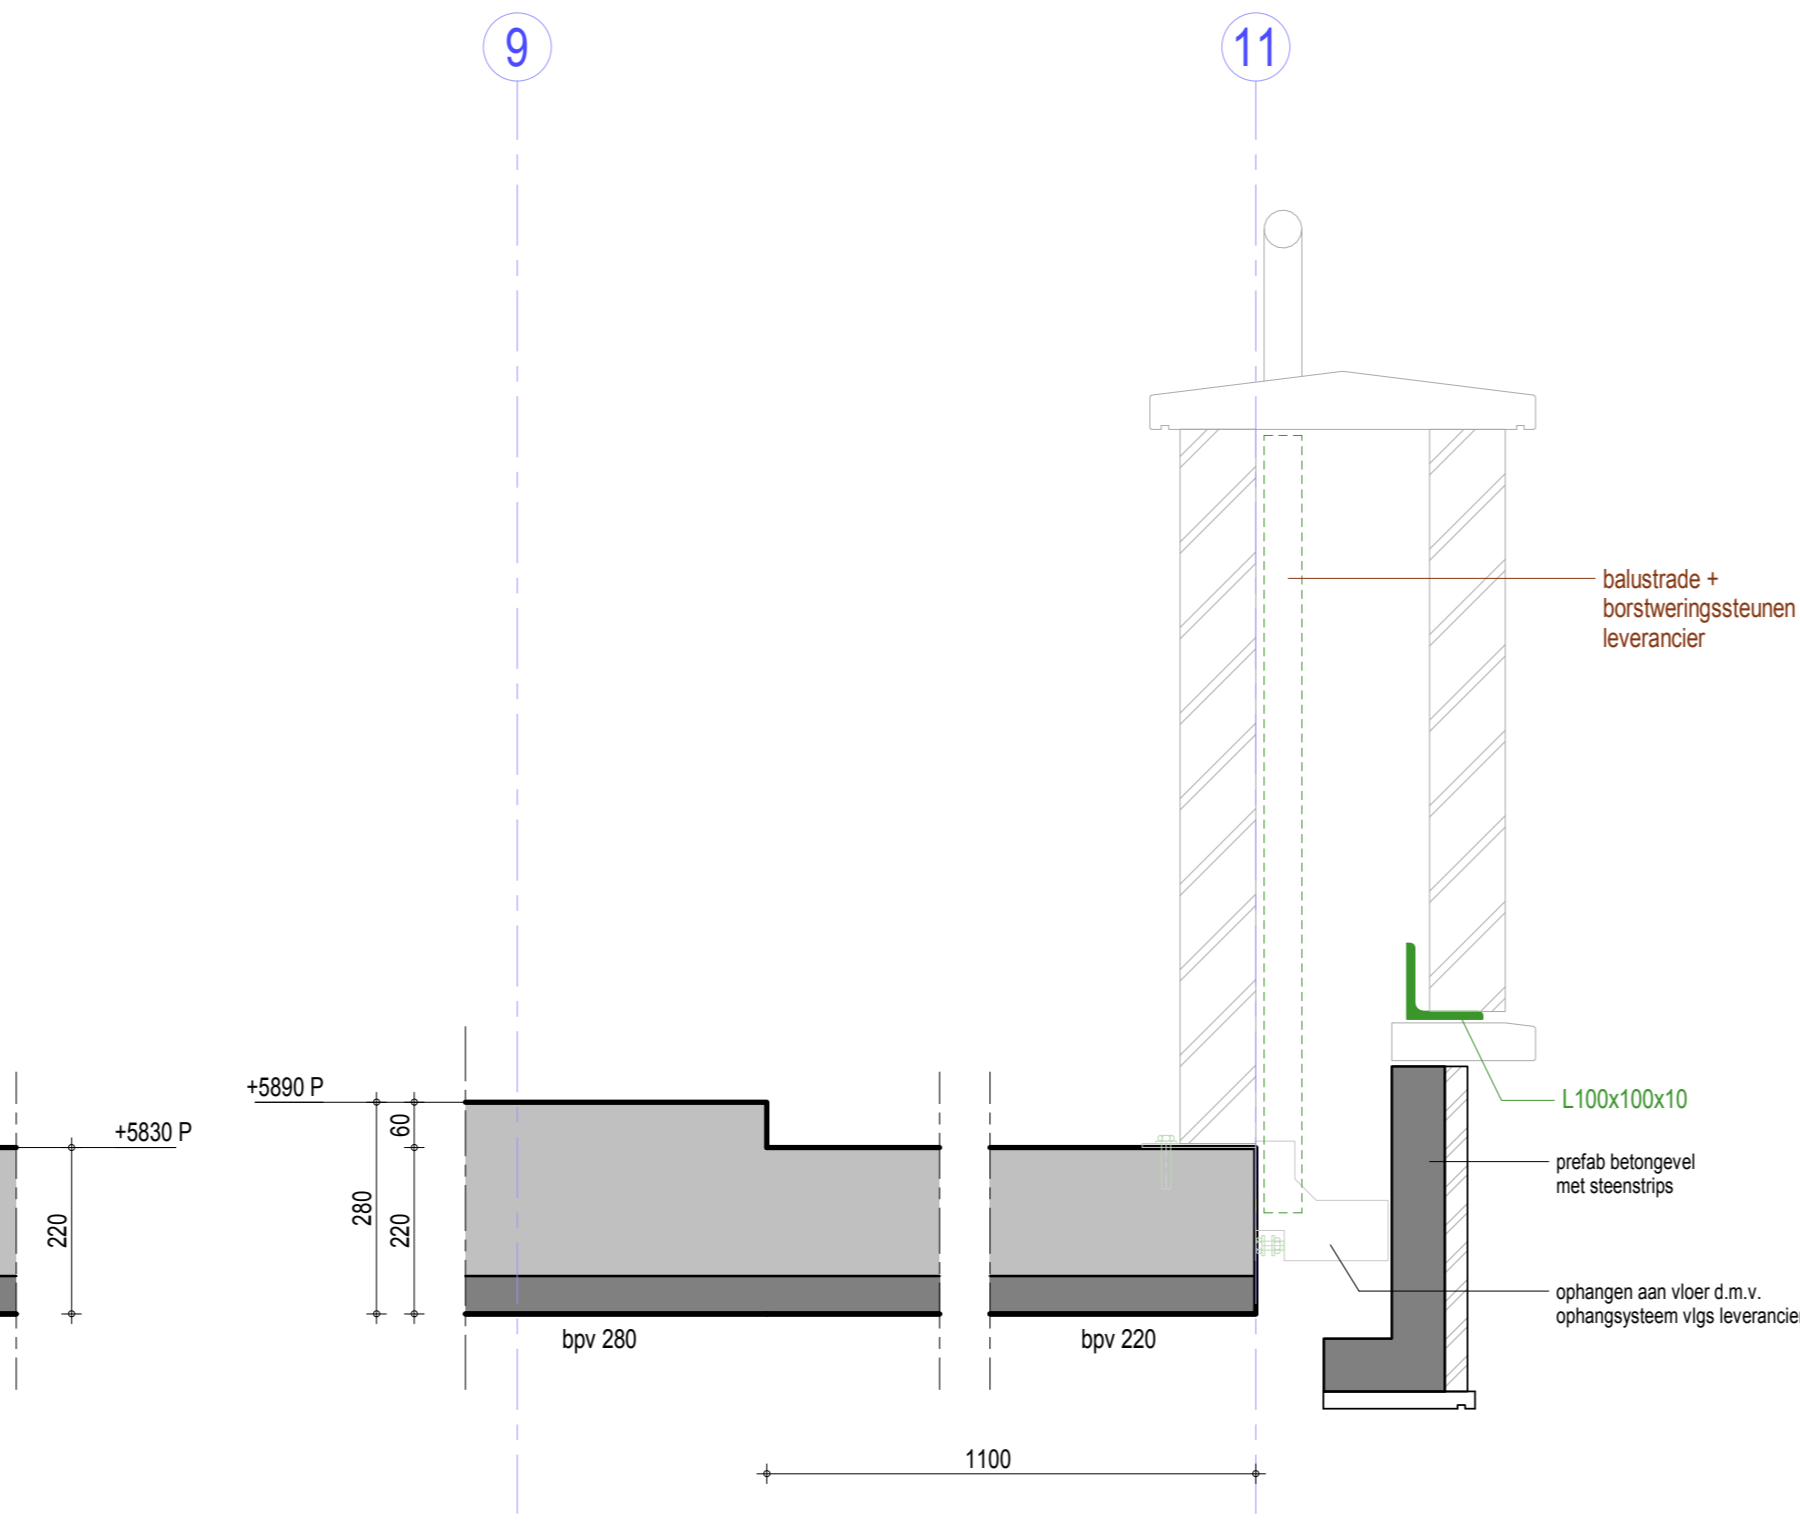 9
11
balustrade +
borstweringssteunen
leverancier
+5890 P
+5830 P
60
280
220
220
L100x100x10
prefab betongevel
met steenstrips
ophangen aan vloer d.m.v.
ophangsysteem vlgs leverancier
bpv 280
bpv 220
1100